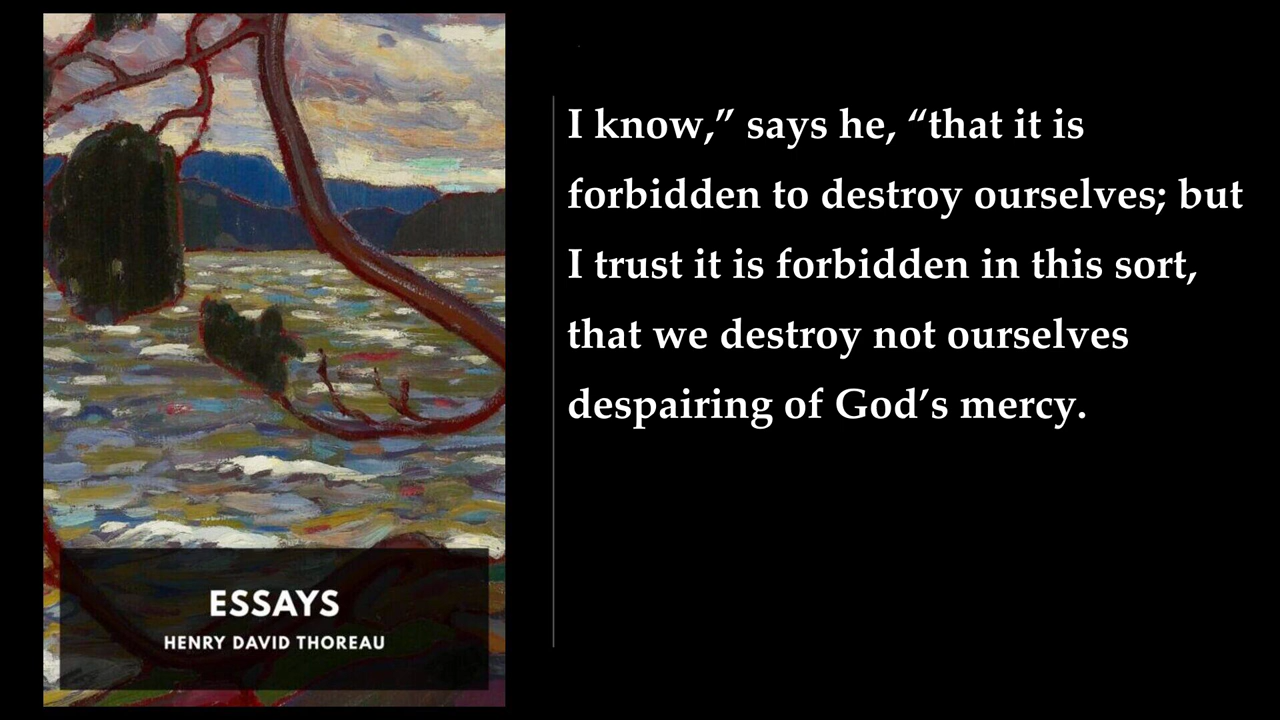 I know,” says he, “that it is
forbidden to destroy ourselves; but
I trust it is forbidden in this sort,
that we destroy not ourselves
despairing of God’s mercy.
ESSAYS
HENRY DAVID THOREAU